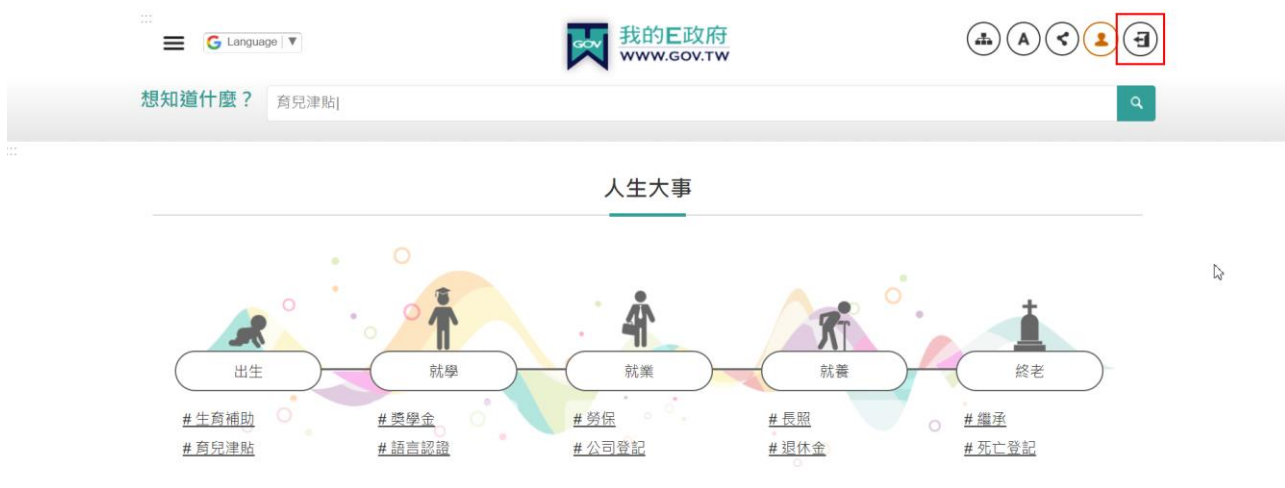 Language ▼
GOV
我的E政府
WWW.GOV.TW
A
想知道什麼？
育兒津貼
人生大事
出生
就學
就業
就養
終老
# 生育補助
# 獎學金
# 勞保
# 長照
# 繼承
# 育兒津貼
# 語言認證
# 公司登記
# 退休金
# 死亡登記